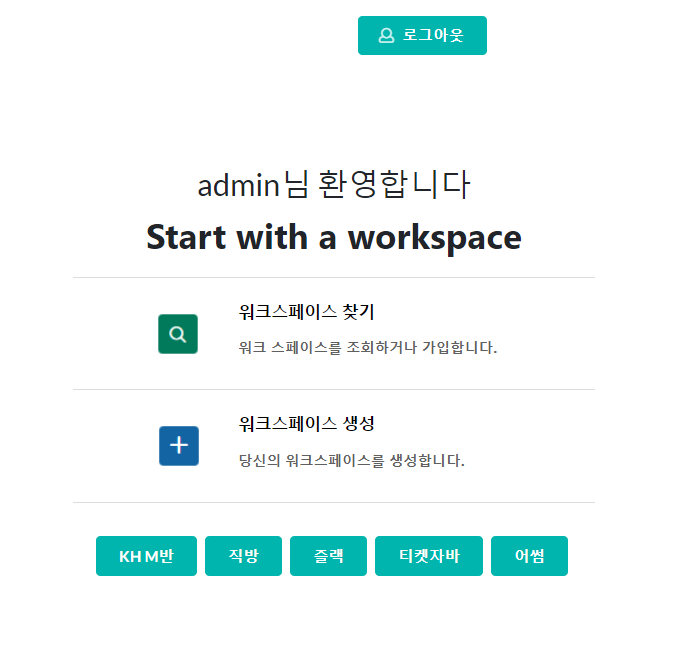 로그아웃
admin님 환영합니다
Start with a workspace
워크스페이스 찾기
워크 스페이스를 조회하거나 가입합니다.
워크스페이스 생성
당신의 워크스페이스를 생성합니다.
KH M반 직방 즐랙 티켓자바 어썸